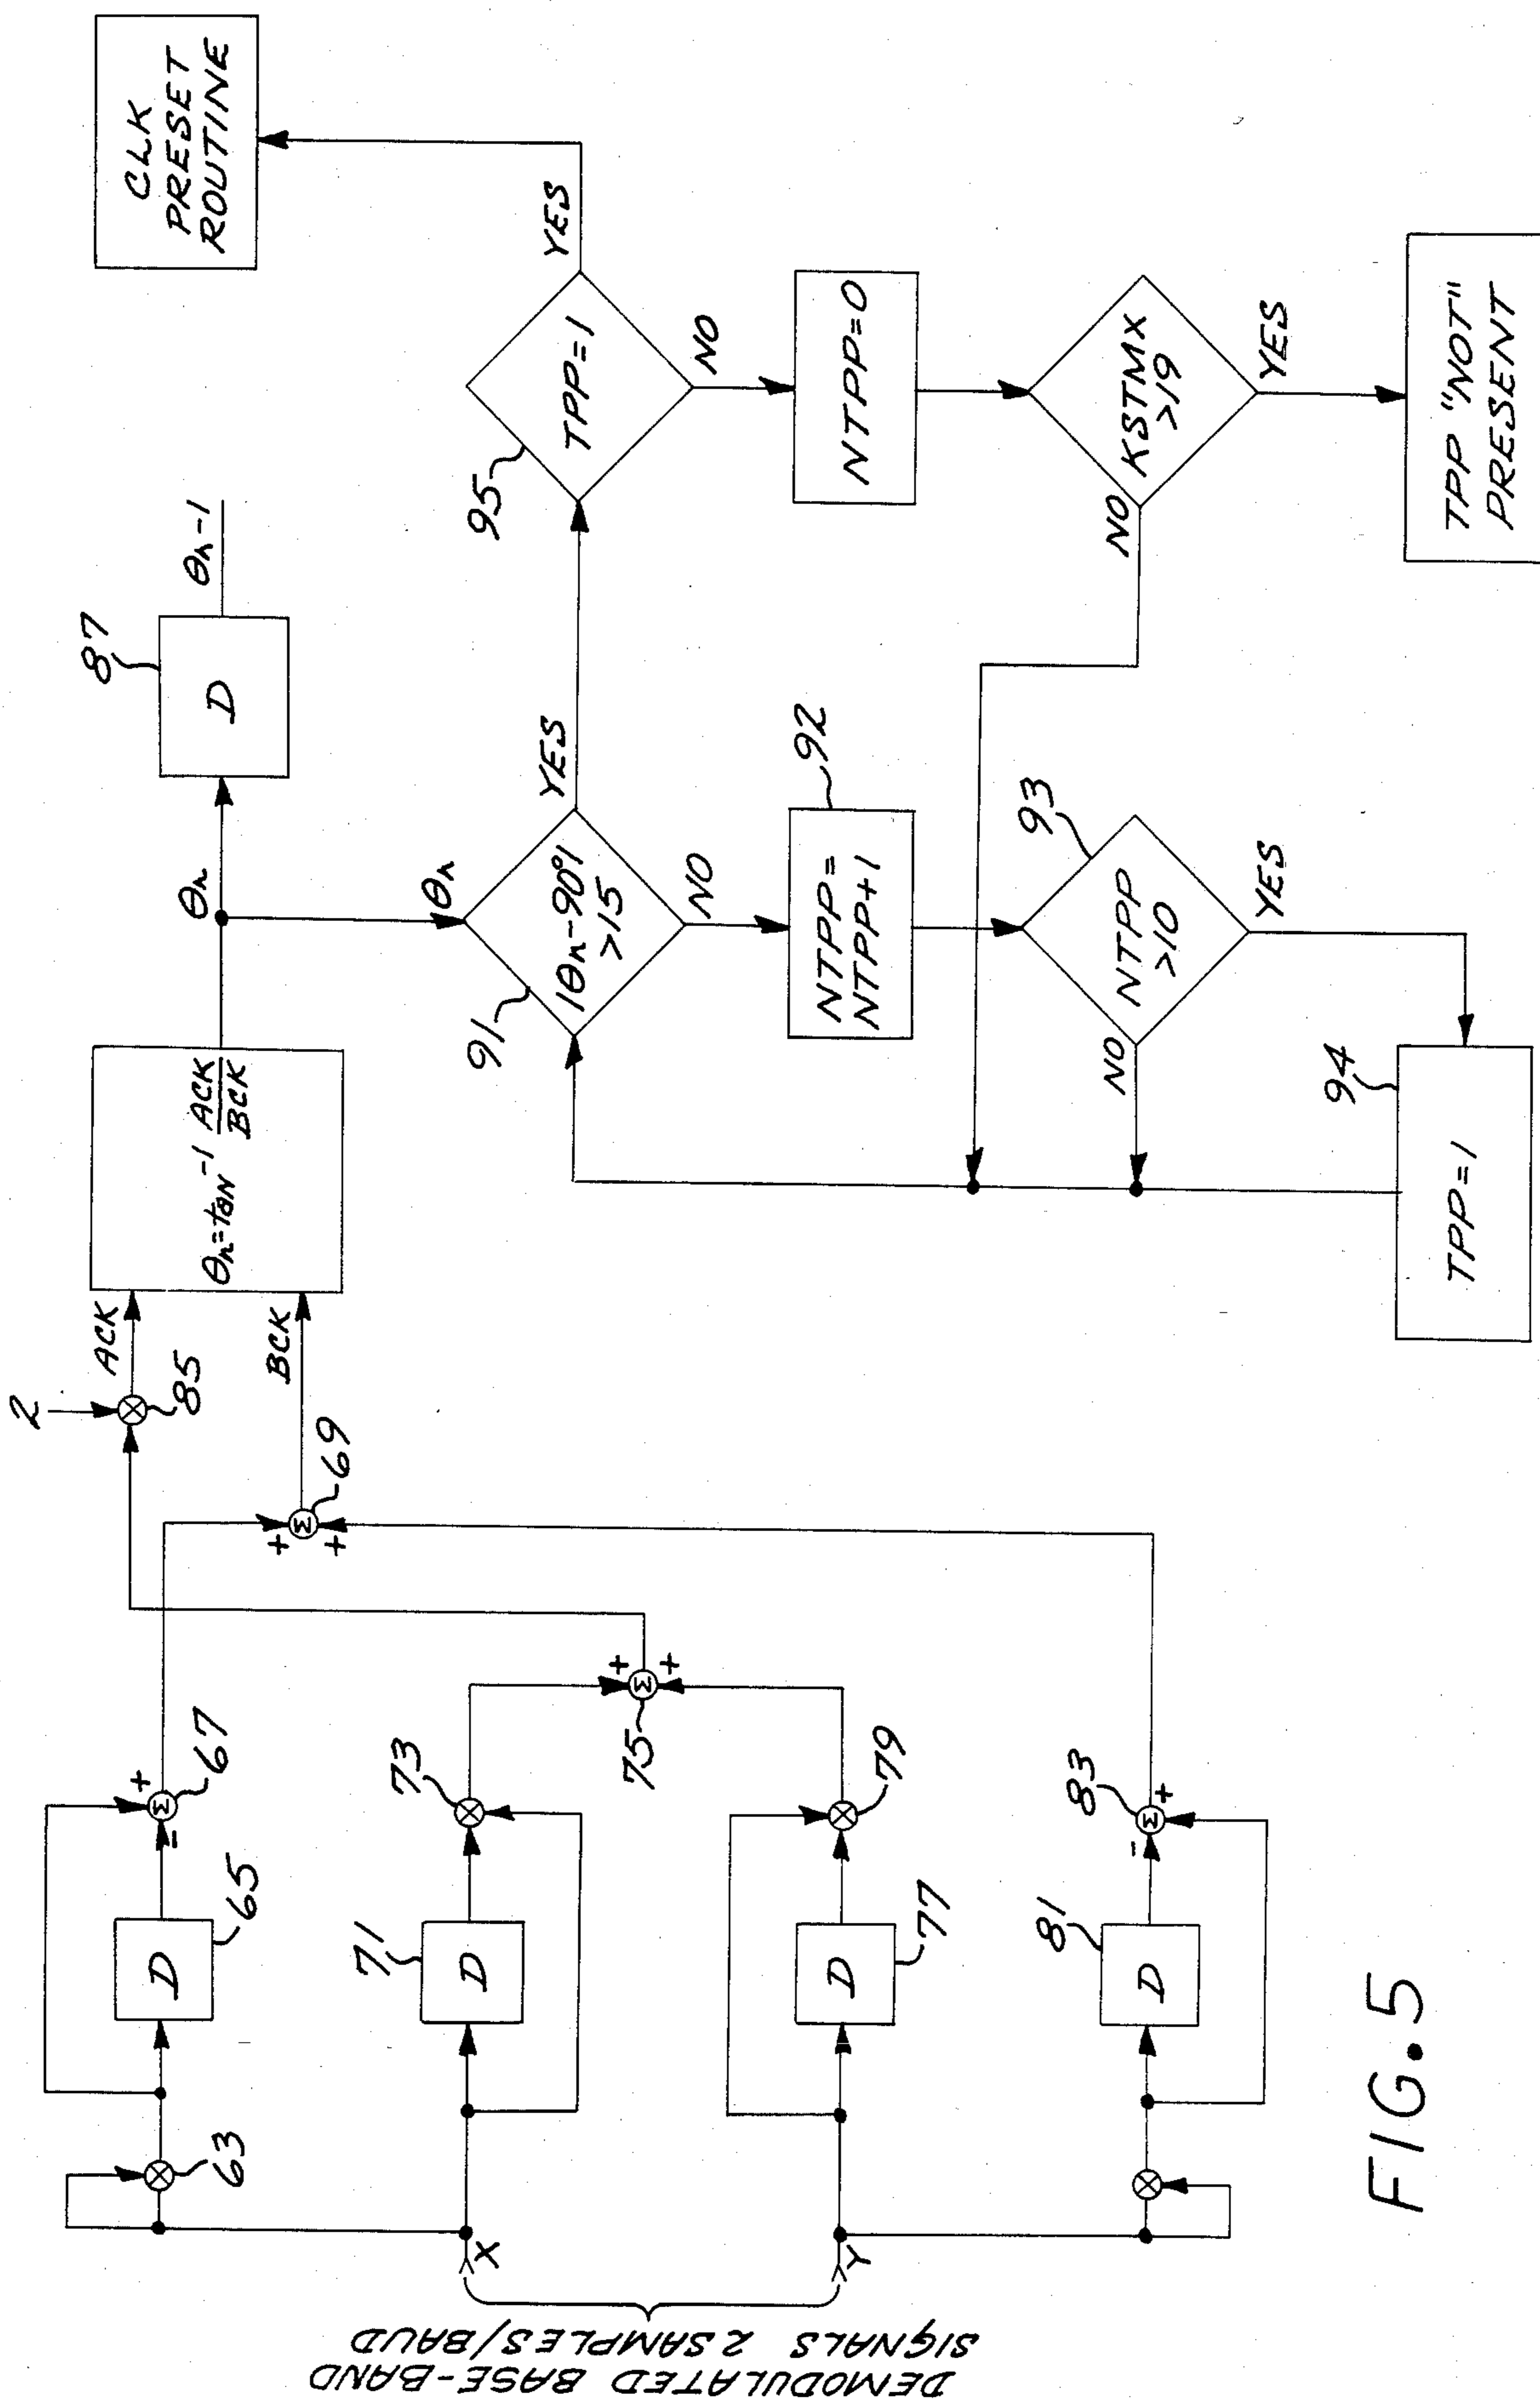 DEMODULATED BASE-BAND
SIGNALS 2 SAMPLES/BAUD
X
Y
63
D
65
67
+
-
71
D
73
75
+
+
77
D
79
81
D
83
-
+
69
+
+
2
85
ACK
BCK
θn=taN⁻¹ ACK/BCK
θn
D
87
θn-1
θn
91
|θn-90°|
>15
YES
NO
NTPP=
NTPP+1
92
NTPP
>10
93
NO
YES
TPP=1
94
95
TPP=1
YES
CLK
PRESET
ROUTINE
NO
NTPP=0
KSTMX
>19
NO
YES
TPP "NOT"
PRESENT
FIG.5